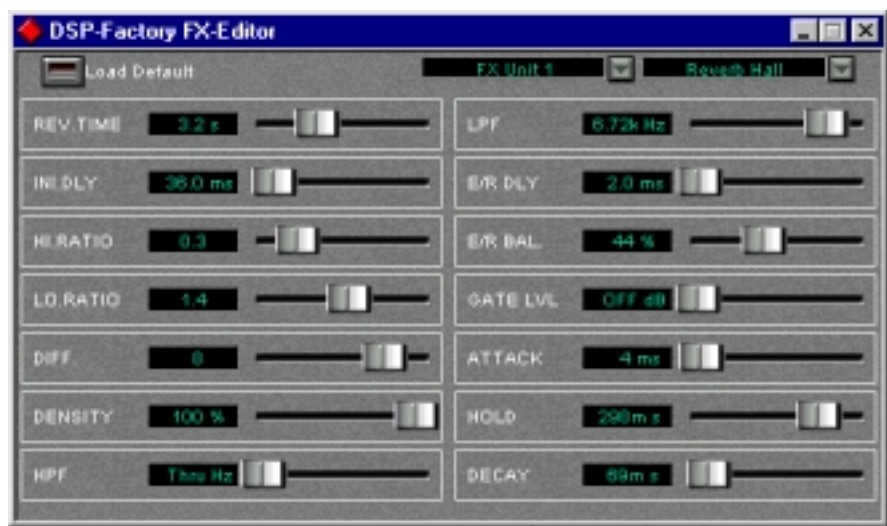 DSP-Factory FX-Editor
Load Default FX Unit 1 Reverb Hall
REV.TIME 3.2 s
INI.DLY 36.0 ms
HI.RATIO 0.3
LO.RATIO 1.4
DIFF. 8
DENSITY 100 %
HPF Thru Hz
LPF 6.72k Hz
E/R DLY 2.0 ms
E/R BAL. 44 %
GATE LVL OFF dB
ATTACK 4 ms
HOLD
DECAY 69m s